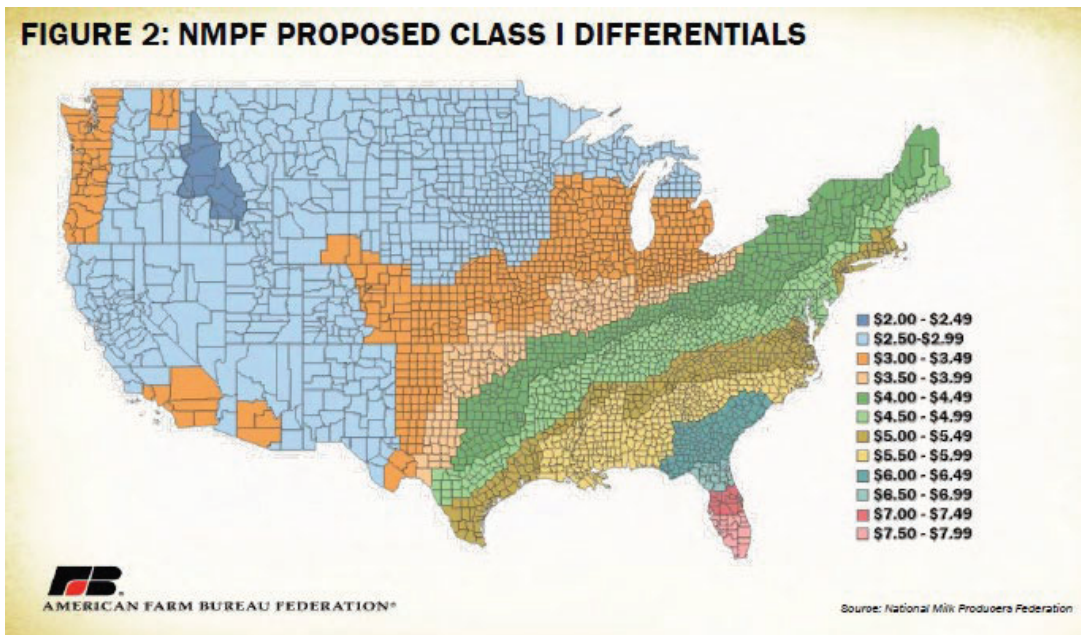 FIGURE 2: NMPF PROPOSED CLASS I DIFFERENTIALS
$2.00 - $2.49
$2.50-$2.99
$3.00 - $3.49
$3.50 - $3.99
$4.00 - $4.49
$4.50 - $4.99
$5.00 - $5.49
$5.50 - $5.99
$6.00 - $6.49
$6.50 - $6.99
$7.00 - $7.49
$7.50 - $7.99
FB®
AMERICAN FARM BUREAU FEDERATION®
Source: National Milk Producers Federation